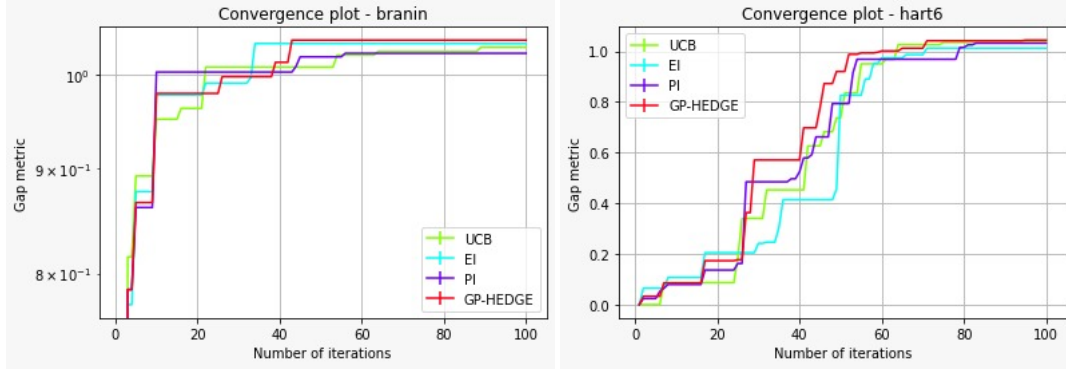 Convergence plot - branin
Gap metric
10⁰
9 × 10⁻¹
8 × 10⁻¹
UCB
EI
PI
GP-HEDGE
0 20 40 60 80 100
Number of iterations
Convergence plot - hart6
Gap metric
1.0
0.8
0.6
0.4
0.2
0.0
UCB
EI
PI
GP-HEDGE
0 20 40 60 80 100
Number of iterations